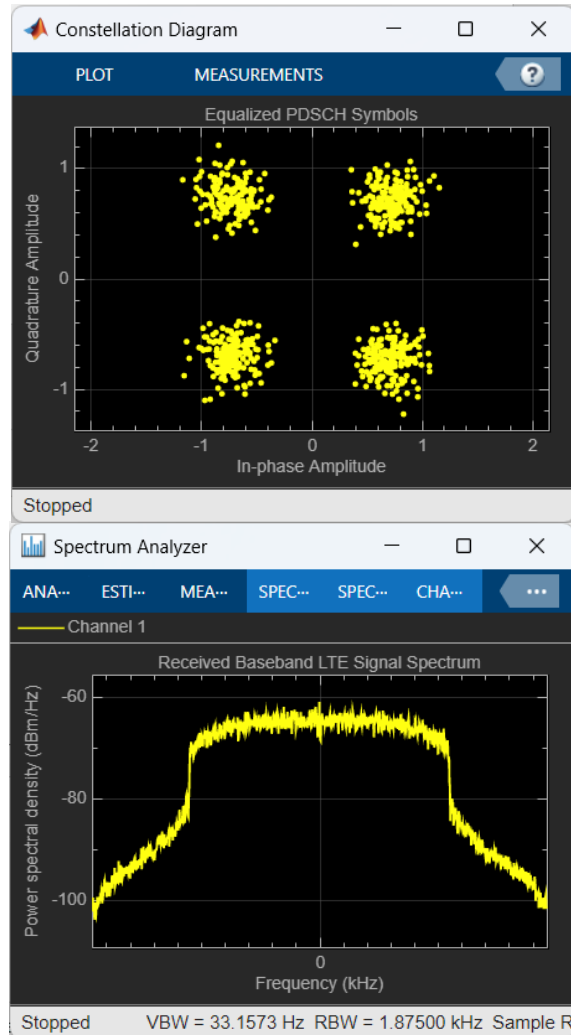 Constellation Diagram
PLOT MEASUREMENTS ?
Equalized PDSCH Symbols
Quadrature Amplitude
1
0
-1
-2 -1 0 1 2
In-phase Amplitude
Stopped
Spectrum Analyzer
ANA... ESTI... MEA... SPEC... SPEC... CHA... ...
Channel 1
Received Baseband LTE Signal Spectrum
Power spectral density (dBm/Hz)
-60
-80
-100
0
Frequency (kHz)
Stopped VBW = 33.1573 Hz RBW = 1.87500 kHz Sample R